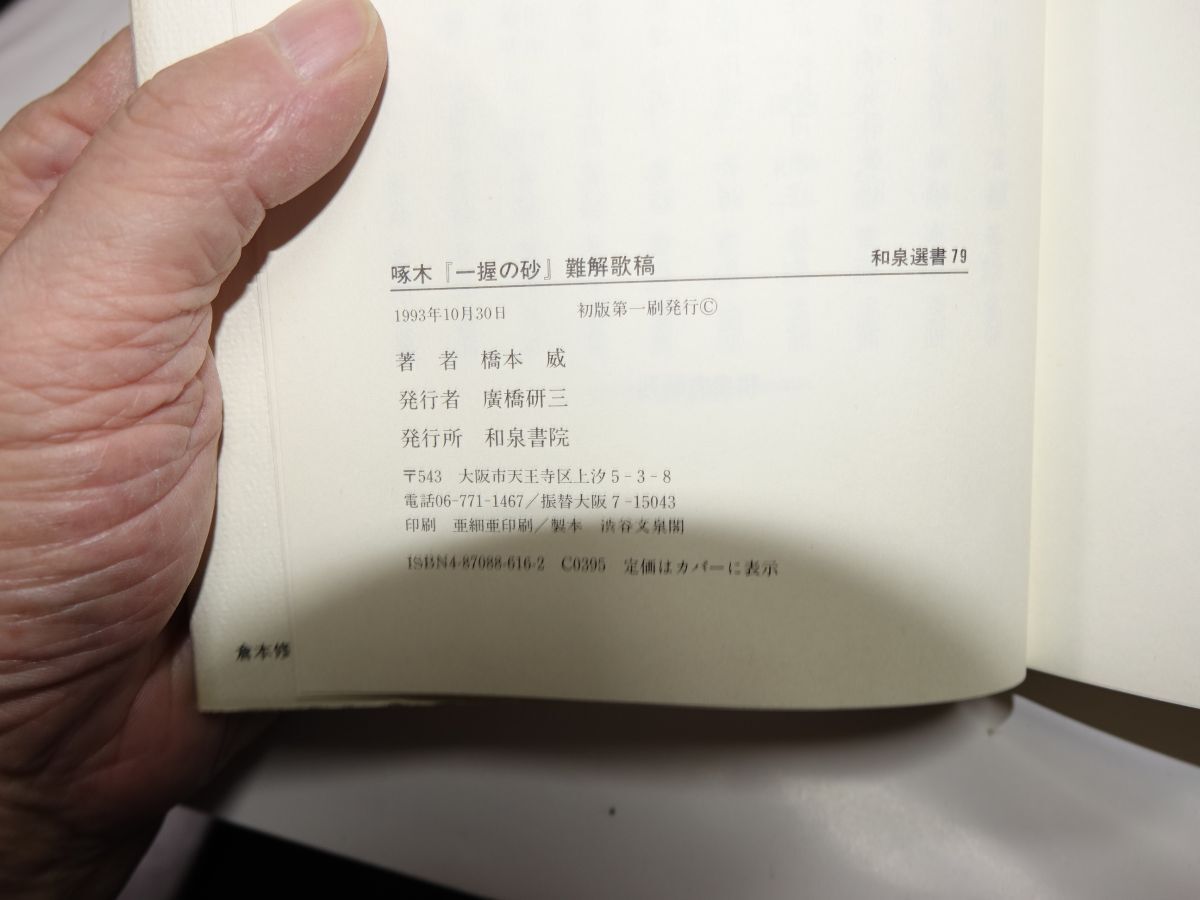 啄木『一握の砂』難解歌稿 和泉選書79
1993年10月30日 初版第一刷発行©
著 者 橋本 威
発行者 廣橋研三
発行所 和泉書院
〒543 大阪市天王寺区上汐5-3-8
電話06-771-1467／振替大阪7-15043
印刷 亜細亜印刷／製本 渋谷文泉閣
ISBN4-87088-616-2 C0395 定価はカバーに表示
倉本修